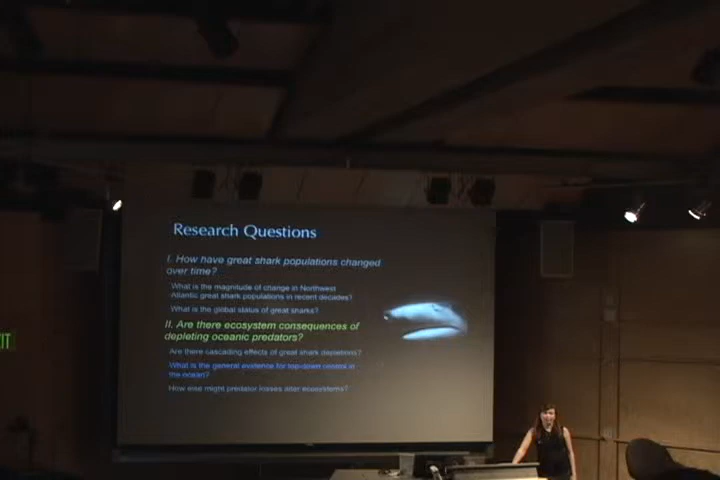 Research Questions
I. How have great shark populations changed
over time?
What is the magnitude of change in Northwest
Atlantic great shark populations in recent decades?
What is the global status of great sharks?
II. Are there ecosystem consequences of
depleting oceanic predators?
Are there cascading effects of great shark depletions?
What is the general evidence for top-down control in
the ocean?
How else might predator losses alter ecosystems?
IT